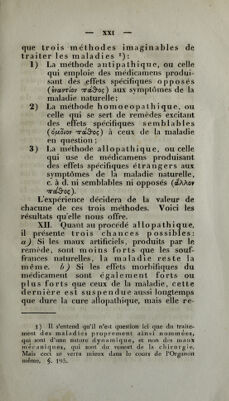 — XXI —
que trois méthodes imaginables de
traiter les maladies ¹):
1) La méthode antipathique, ou celle
qui emploie des médicamens produi-
sant des effets spécifiques opposés
(ἐναντίον πάθος) aux symptômes de la
maladie naturelle;
2) La méthode homoeopathique, ou
celle qui se sert de remèdes excitant
des effets spécifiques semblables
(ὅμοιον πάθος) à ceux de la maladie
en question;
3) La méthode allopathique, ou celle
qui use de médicamens produisant
des effets spécifiques étrangers aux
symptômes de la maladie naturelle,
c. à d. ni semblables ni opposés (ἄλλον
πάθος).
L'expérience décidera de la valeur de
chacune de ces trois méthodes. Voici les
résultats qu'elle nous offre.
XII. Quant au procédé allopathique,
il présente trois chances possibles:
a) Si les maux artificiels, produits par le
remède, sont moins forts que les souf-
frances naturelles, la maladie reste la
même. b) Si les effets morbifiques du
médicament sont également forts ou
plus forts que ceux de la maladie, cette
dernière est suspendue aussi longtemps
que dure la cure allopathique, mais elle re-
1) Il s'entend qu'il n'est question ici que du traite-
ment des maladies proprement ainsi nommées,
qui sont d'une nature dynamique, et non des maux
mécaniques, qui sont du ressort de la chirurgie.
Mais ceci se verra mieux dans le cours de l'Organon
même, §. 195.